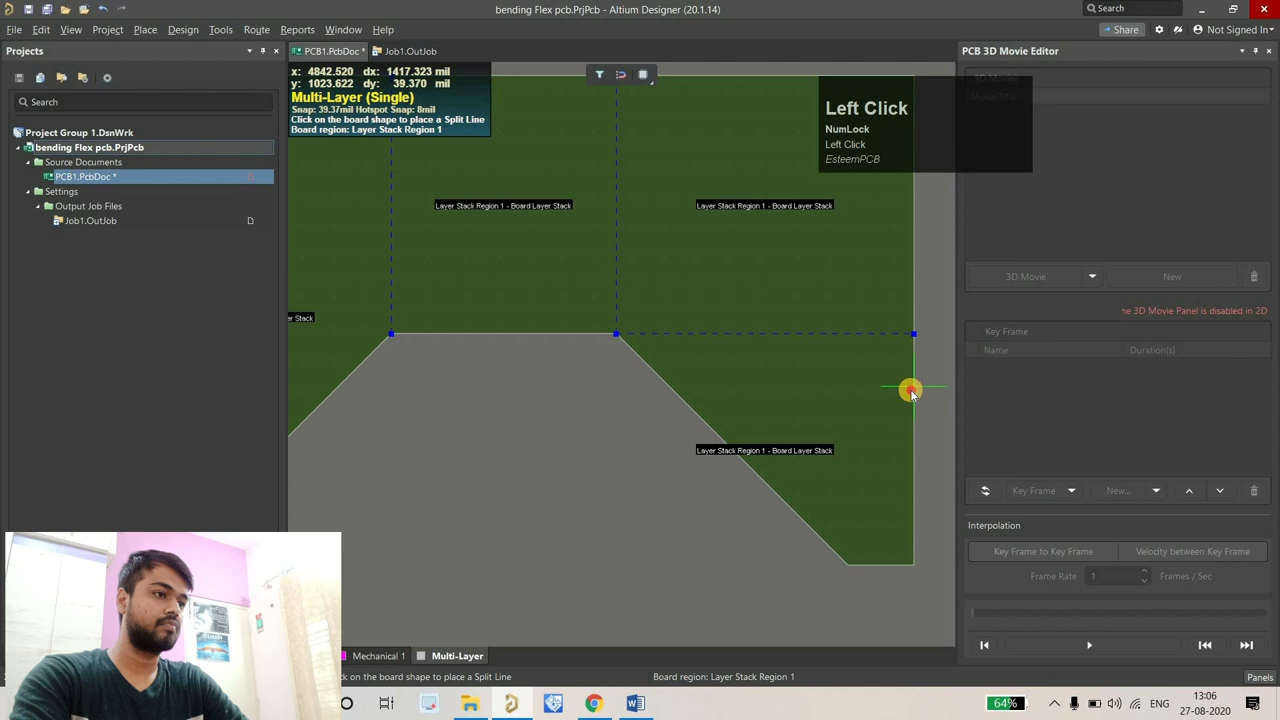 bending Flex pcb.PrjPcb - Altium Designer (20.1.14)
Search
File Edit View Project Place Design Tools Route Reports Window Help
Share
Not Signed In
Projects
PCB1.PcbDoc *
Job1.OutJob
PCB 3D Movie Editor
x: 4842.520 dx: 1417.323 mil
y: 1023.622 dy: 39.370 mil
Multi-Layer (Single)
Snap: 39.37mil Hotspot Snap: 8mil
Click on the board shape to place a Split Line
Board region: Layer Stack Region 1
Left Click
NumLock
Left Click
EsteemPCB
3D Movies
Movie Title
Search
Project Group 1.DsnWrk
bending Flex pcb.PrjPcb
Source Documents
PCB1.PcbDoc *
Settings
Output Job Files
Job1.OutJob
Layer Stack Region 1 - Board Layer Stack
Layer Stack Region 1 - Board Layer Stack
er Stack
Layer Stack Region 1 - Board Layer Stack
3D Movie
New
he 3D Movie Panel is disabled in 2D
Key Frame
Name Duration(s)
Key Frame
New...
Interpolation
Key Frame to Key Frame
Velocity between Key Frame
Frame Rate 1 Frames / Sec
Mechanical 1
Multi-Layer
ck on the board shape to place a Split Line
Board region: Layer Stack Region 1
Panels
64%
ENG
13:06
27-08-2020